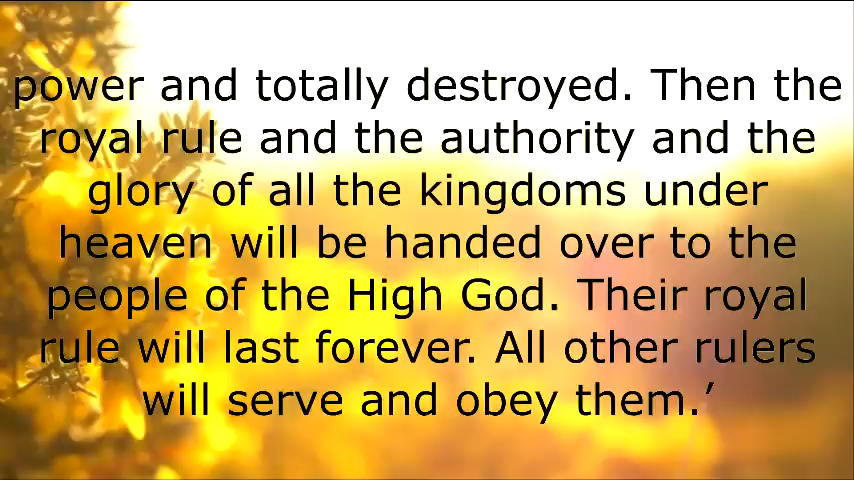 power and totally destroyed. Then the
royal rule and the authority and the
glory of all the kingdoms under
heaven will be handed over to the
people of the High God. Their royal
rule will last forever. All other rulers
will serve and obey them.’